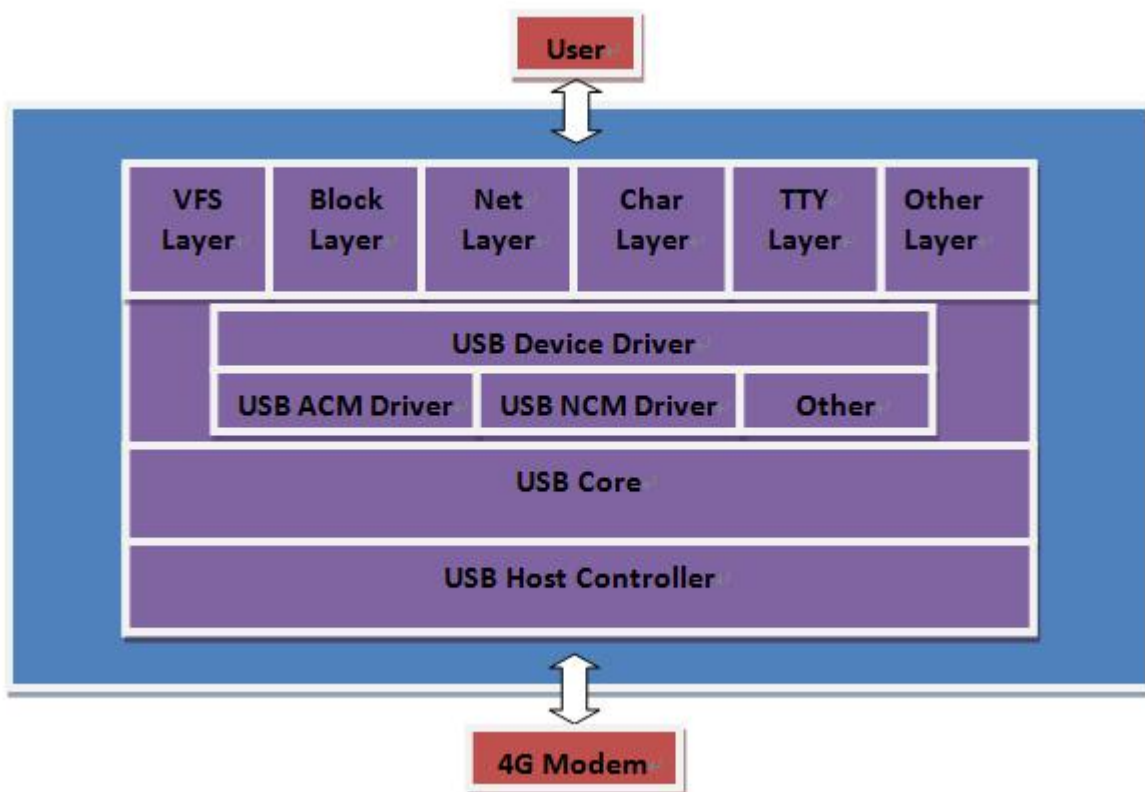 User
VFS
Layer
Block
Layer
Net
Layer
Char
Layer
TTY
Layer
Other
Layer
USB Device Driver
USB ACM Driver
USB NCM Driver
Other
USB Core
USB Host Controller
4G Modem